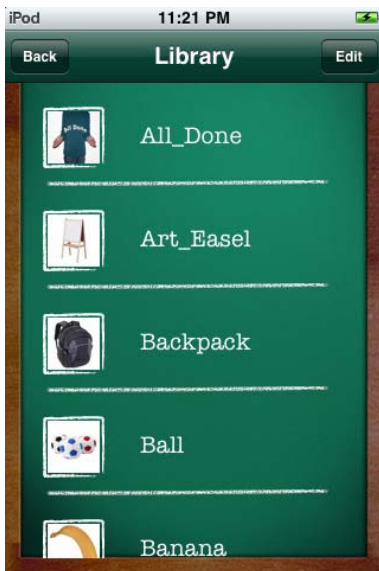 iPod 11:21 PM
Back Library Edit
All Done
All_Done
Art_Easel
Backpack
Ball
Banana